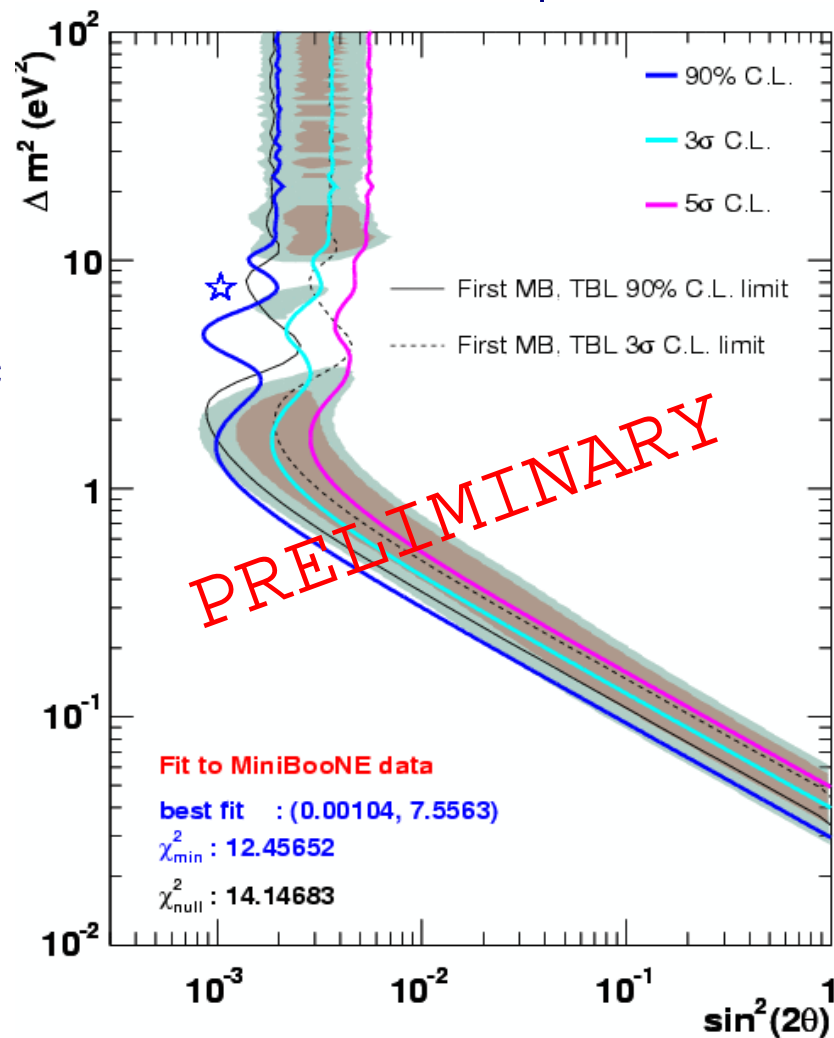 10²
Δ m² (eV²)
90% C.L.
3σ C.L.
5σ C.L.
10
First MB, TBL 90% C.L. limit
First MB, TBL 3σ C.L. limit
1
PRELIMINARY
10⁻¹
Fit to MiniBooNE data
best fit : (0.00104, 7.5563)
χ²min : 12.45652
χ²null : 14.14683
10⁻²
10⁻³ 10⁻² 10⁻¹ 1
sin²(2θ)